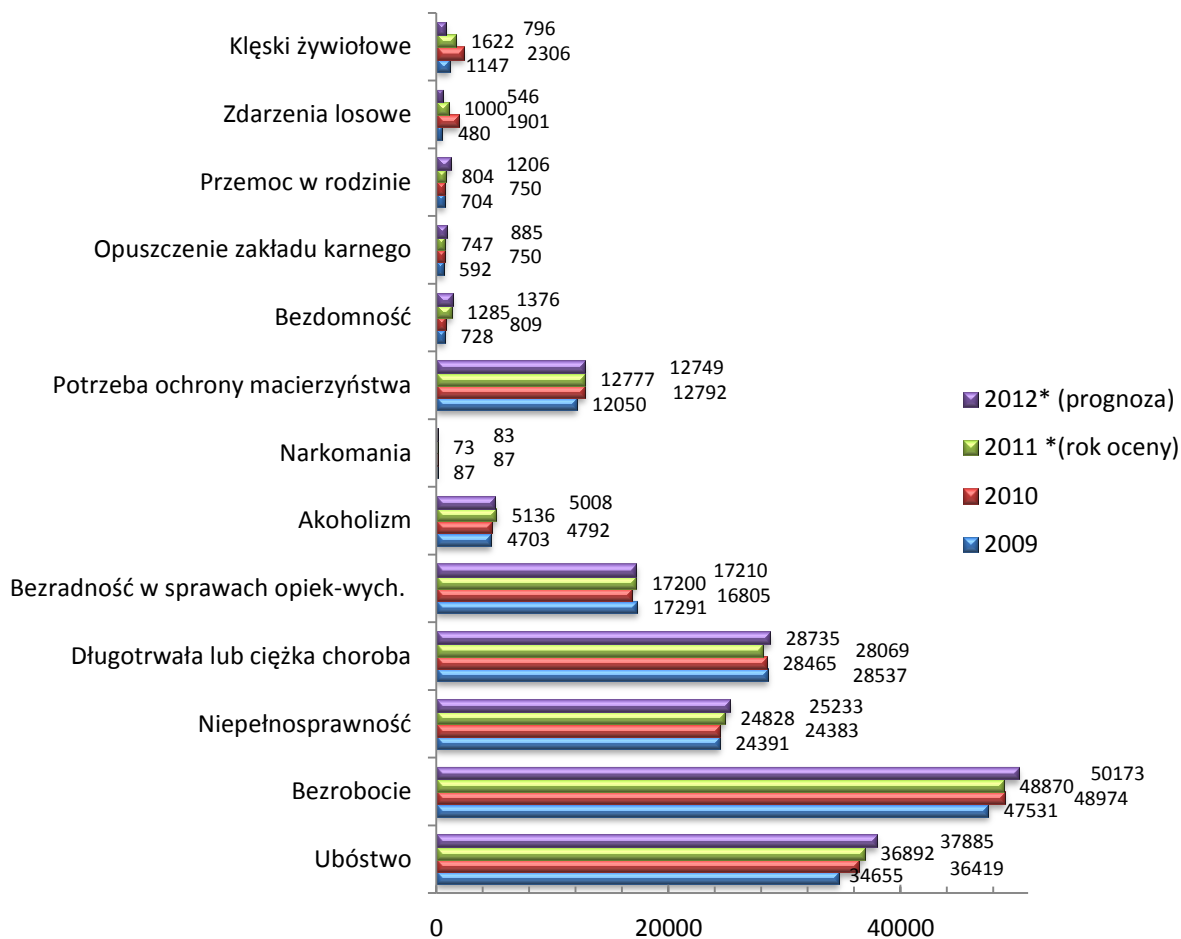 796
Klęski żywiołowe 1622 2306
1147
546
Zdarzenia losowe 1000 1901
480
1206
Przemoc w rodzinie 804 750
704
885
Opuszczenie zakładu karnego 747 750
592
1376
Bezdomność 1285 809
728
12749
Potrzeba ochrony macierzyństwa 12777 12792
12050
83
Narkomania 73 87
87
5008
Akoholizm 5136 4792
4703
17210
Bezradność w sprawach opiek-wych. 17200 16805
17291
28735 28069
Długotrwała lub ciężka choroba 28465 28537
25233
Niepełnosprawność 24828 24383
24391
50173
Bezrobocie 48870 48974
47531
37885
Ubóstwo 36892 36419
34655
0 20000 40000
2012* (prognoza)
2011 *(rok oceny)
2010
2009